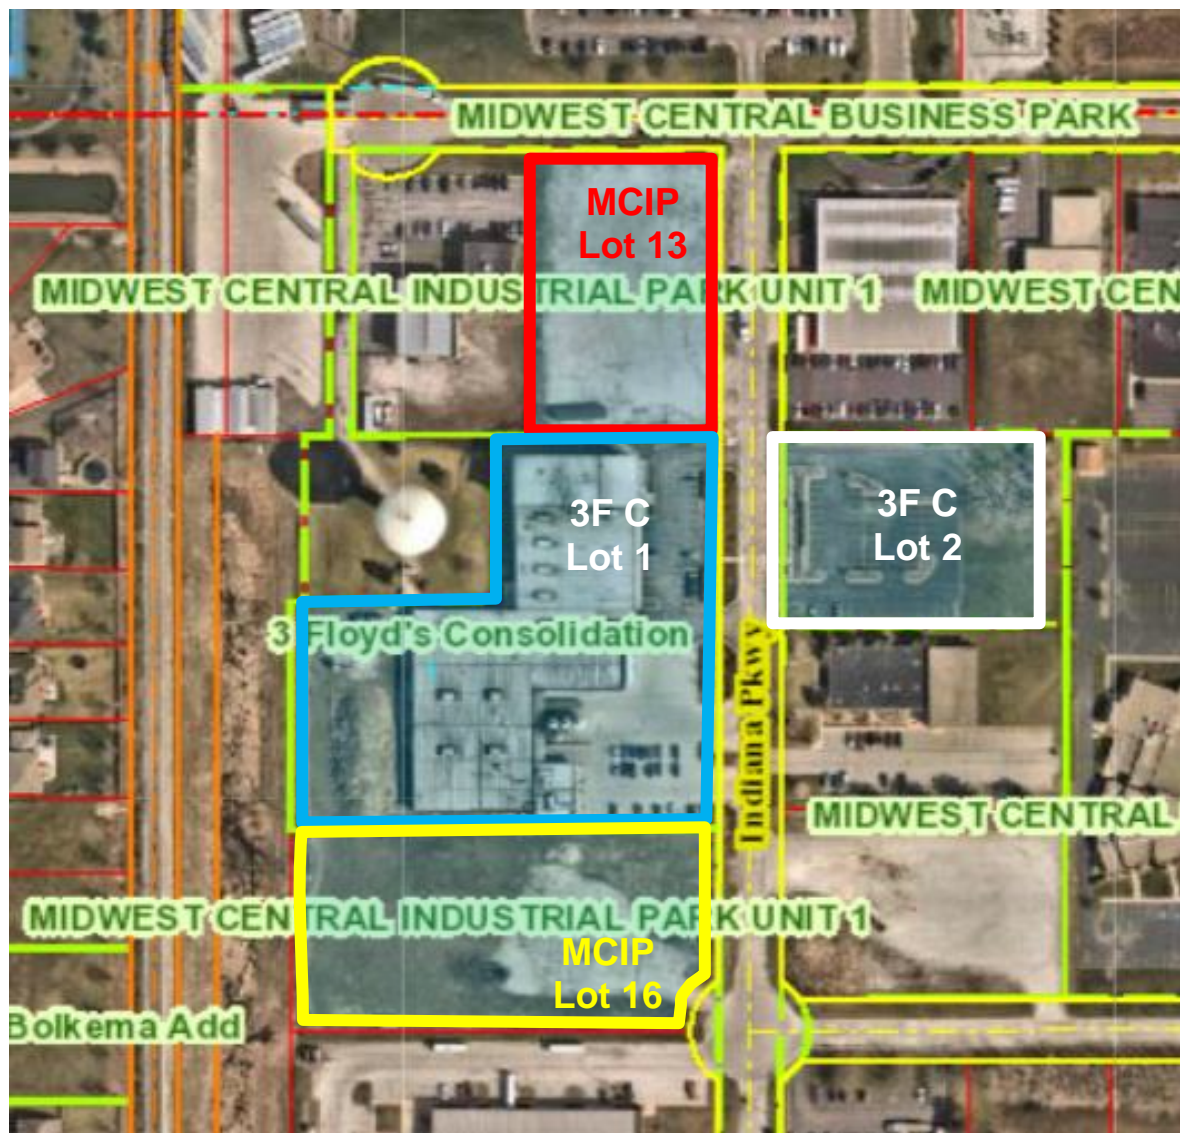 MIDWEST CENTRAL BUSINESS PARK
MCIP
Lot 13
MIDWEST CENTRAL INDUSTRIAL PARK UNIT 1
MIDWEST CEN
3F C
Lot 1
3F C
Lot 2
3 Floyd's Consolidation
Indiana Pkwy
MIDWEST CENTRAL
MIDWEST CENTRAL INDUSTRIAL PARK UNIT 1
MCIP
Lot 16
Bolkema Add